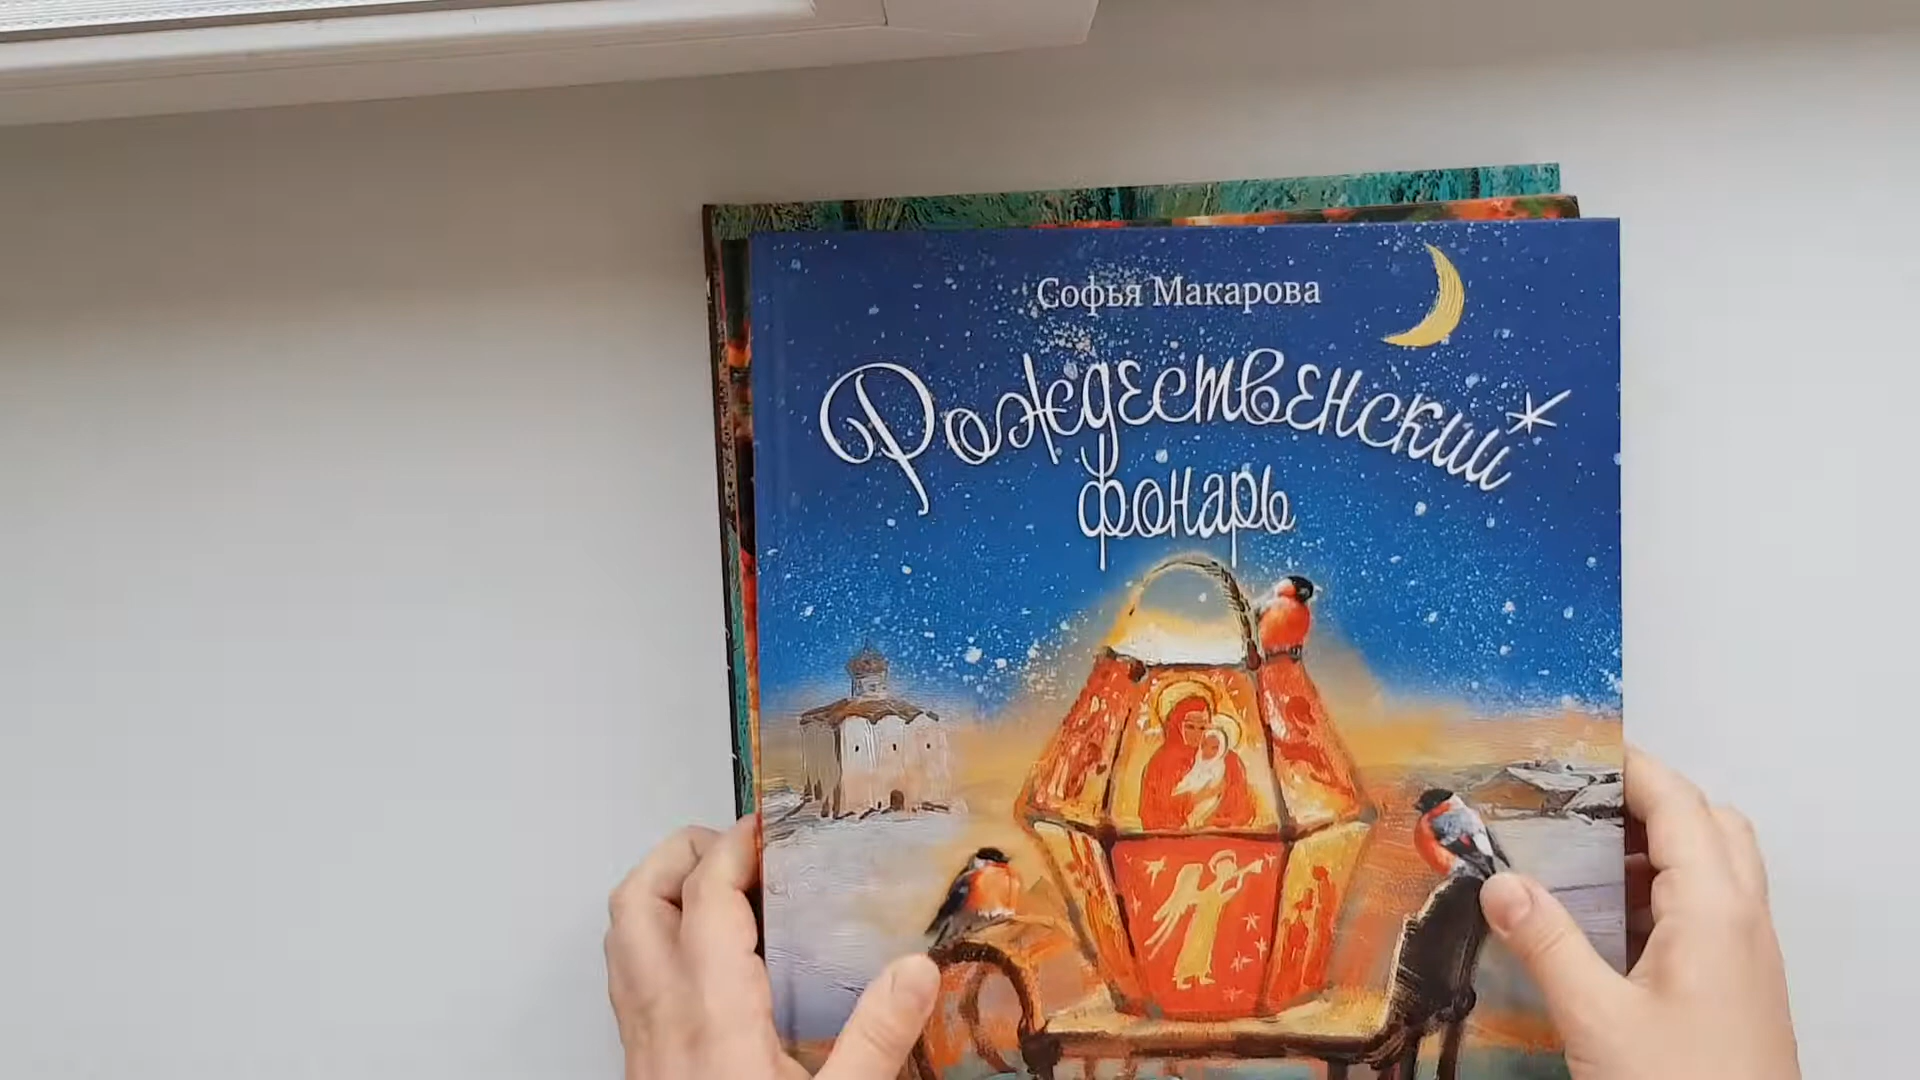 Софья Макарова
Рождественский
фонарь